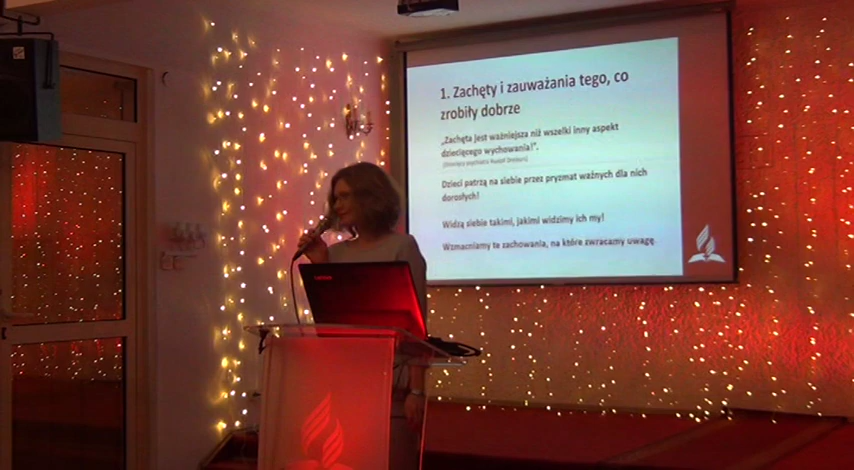 1. Zachęty i zauważania tego, co
zrobiły dobrze
„Zachęta jest ważniejsza niż wszelki inny aspekt
dziecięcego wychowania!”.
Dzieci patrzą na siebie przez pryzmat ważnych dla nich
dorosłych!
Widzą siebie takimi, jakimi widzimy ich my!
Wzmacniamy te zachowania, na które zwracamy uwagę.
lenovo